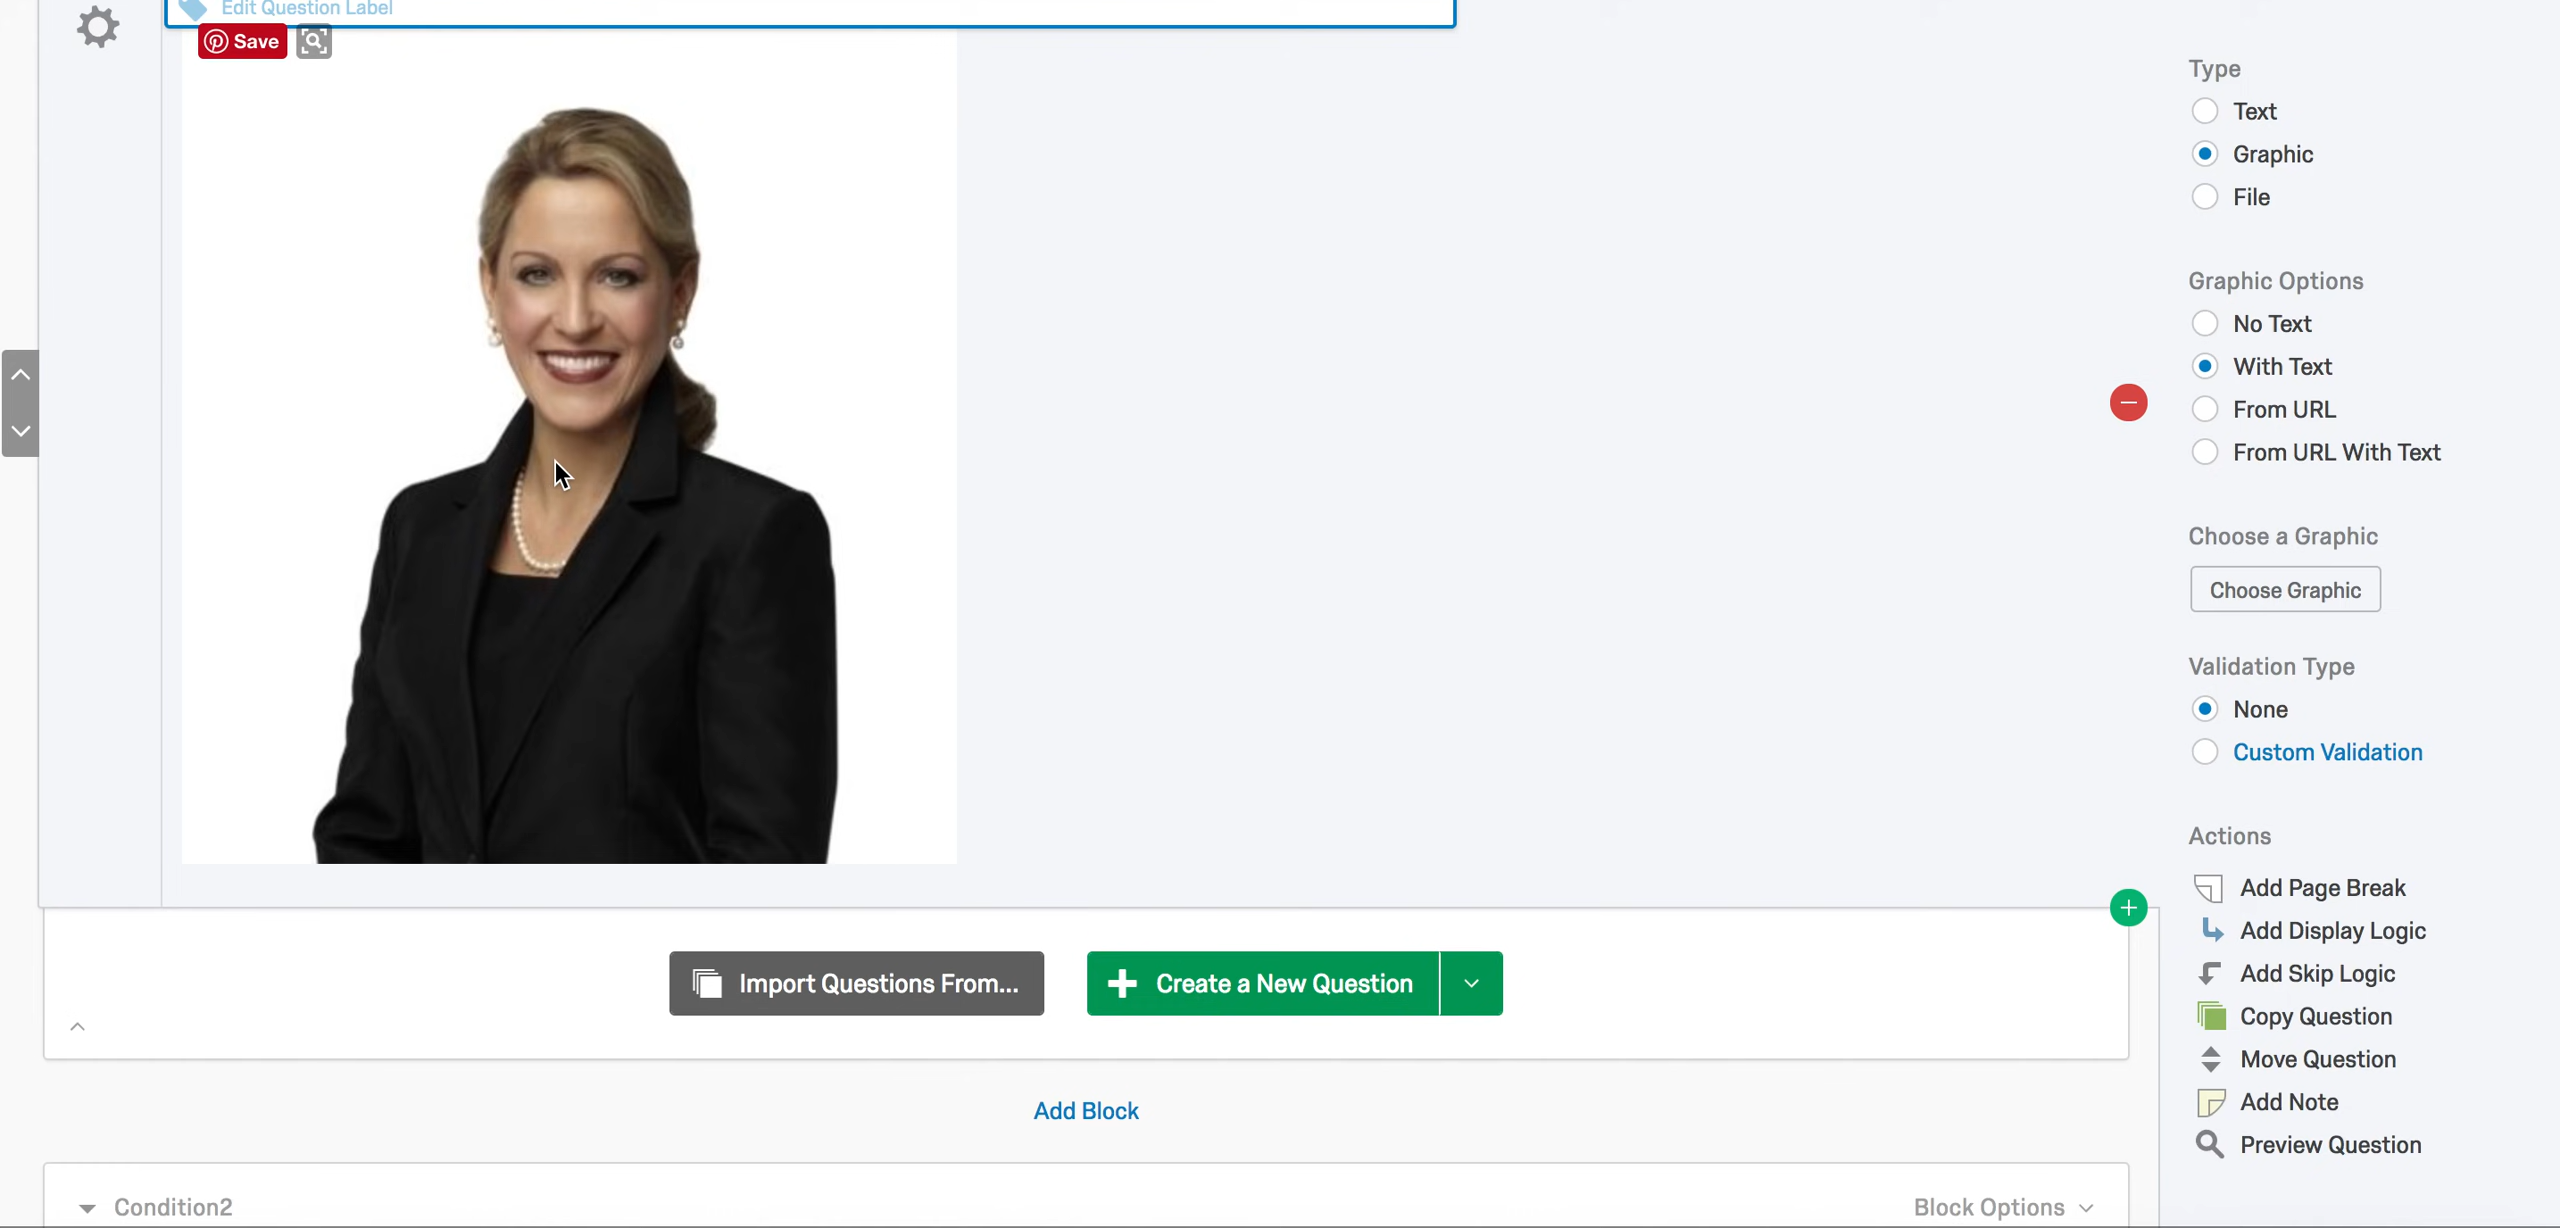 Edit Question Label
Save
Type
Text
Graphic
File
Graphic Options
No Text
With Text
From URL
From URL With Text
Choose a Graphic
Choose Graphic
Validation Type
None
Custom Validation
Actions
Add Page Break
Add Display Logic
Add Skip Logic
Copy Question
Move Question
Add Note
Preview Question
Import Questions From...
Create a New Question
Add Block
Condition2
Block Options